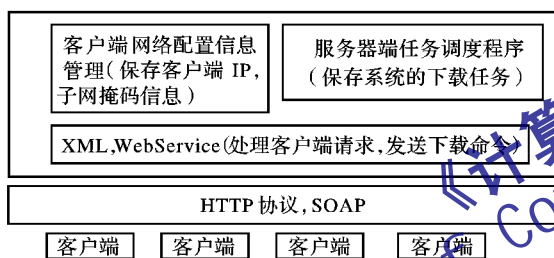 客户端网络配置信息
管理(保存客户端 IP,
子网掩码信息)
服务器端任务调度程序
(保存系统的下载任务)
XML,WebService(处理客户端请求,发送下载命令)
HTTP 协议, SOAP
客户端 客户端 客户端 客户端
《计算